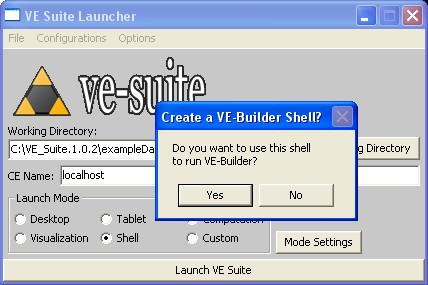 VE Suite Launcher
File Configurations Options
ve-suite
Create a VE-Builder Shell?
Working Directory:
Do you want to use this shell
to run VE-Builder?
C:\VE_Suite.1.0.2\exampleDa
Directory
CE Name: localhost
Yes No
Launch Mode
Desktop Tablet Computation
Visualization Shell Custom
Mode Settings
Launch VE Suite